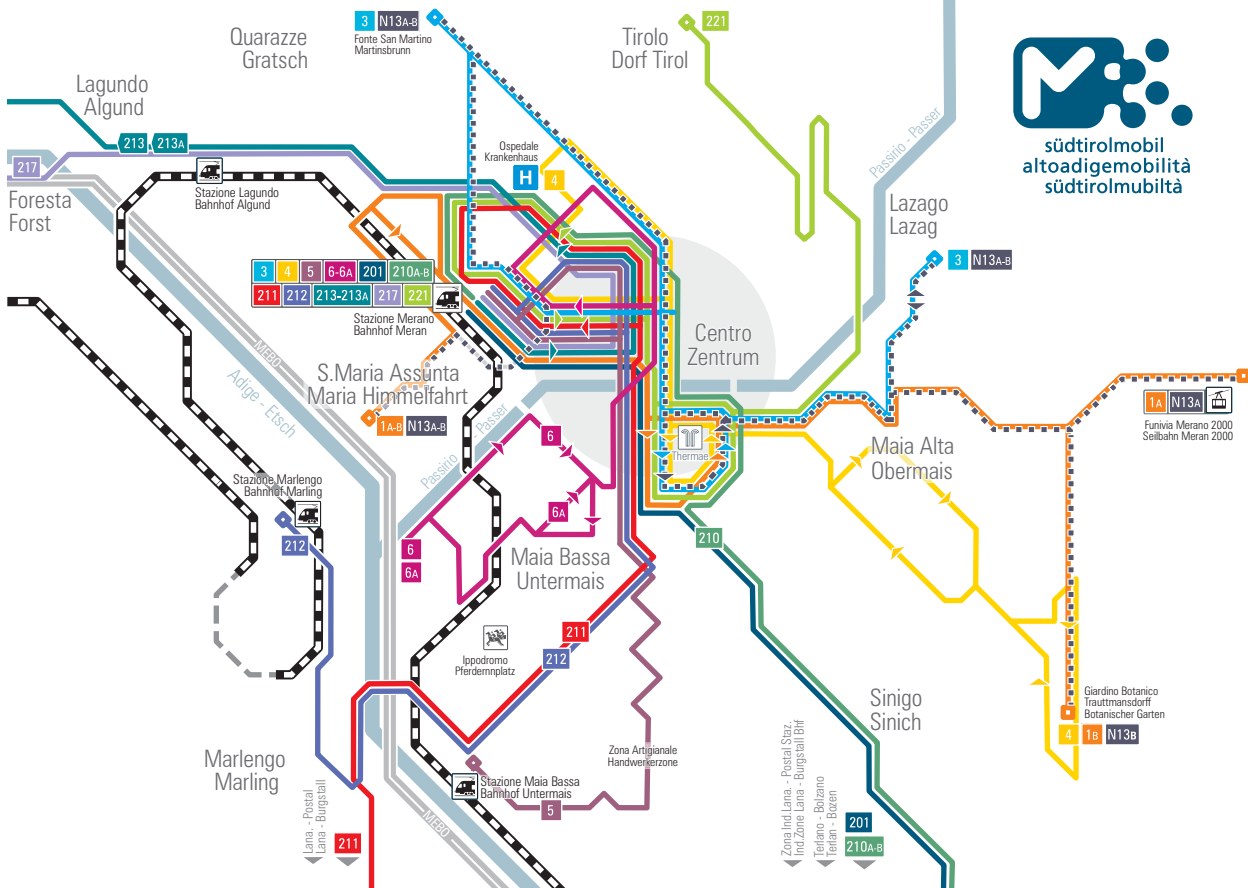 3 N13A-B
Fonte San Martino
Martinsbrunn
Quarazze
Gratsch
221
Tirolo
Dorf Tirol
südtirolmobil
altoadigemobilità
südtirolmubiltà
Lagundo
Algund
213 213A
217
Foresta
Forst
Stazione Lagundo
Bahnhof Algund
Ospedale
Krankenhaus
H 4
Passirio - Passer
Lazago
Lazag
3 N13A-B
3 4 5 6-6A 201 210A-B
211 212 213-213A 217 221
Stazione Merano
Bahnhof Meran
Centro
Zentrum
MEBO
Adige - Etsch
S.Maria Assunta
Maria Himmelfahrt
1A-B N13A-B
Passirio - Passer
1A N13A
Funivia Merano 2000
Seilbahn Meran 2000
Thermae
Maia Alta
Obermais
6
6A
Stazione Marlengo
Bahnhof Marling
212
6
6A
Maia Bassa
Untermais
210
211
212
Ippodromo
Pferdernnplatz
Sinigo
Sinich
Giardino Botanico
Trauttmansdorff
Botanischer Garten
4 1B N13B
Marlengo
Marling
Zona Artigianale
Handwerkerzone
Stazione Maia Bassa
Bahnhof Untermais
5
MEBO
Lana. - Postal
Lana - Burgstall
211
Zona Ind.Lana. - Postal Staz.
Ind.Zone Lana - Burgstall Bhf
Terlano - Bolzano
Terlan - Bozen
201
210A-B